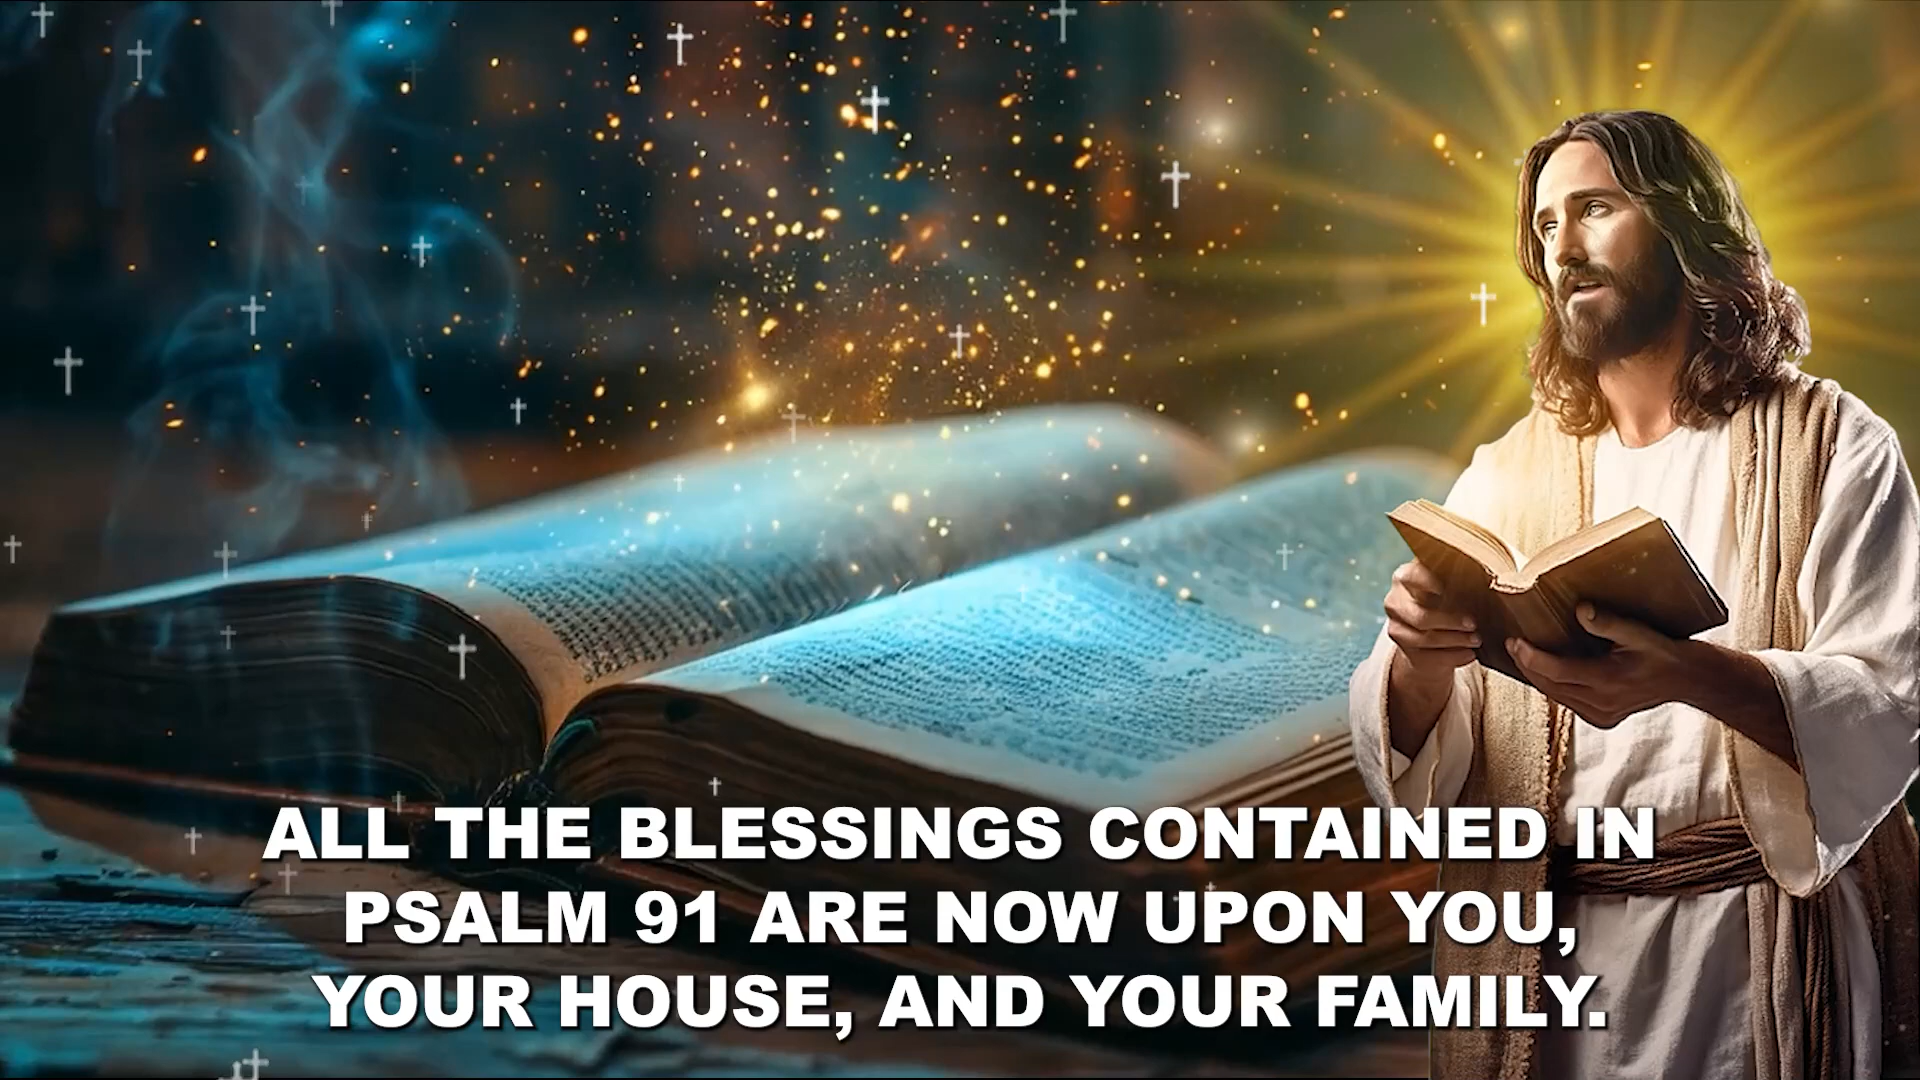 ALL THE BLESSINGS CONTAINED IN
PSALM 91 ARE NOW UPON YOU,
YOUR HOUSE, AND YOUR FAMILY.